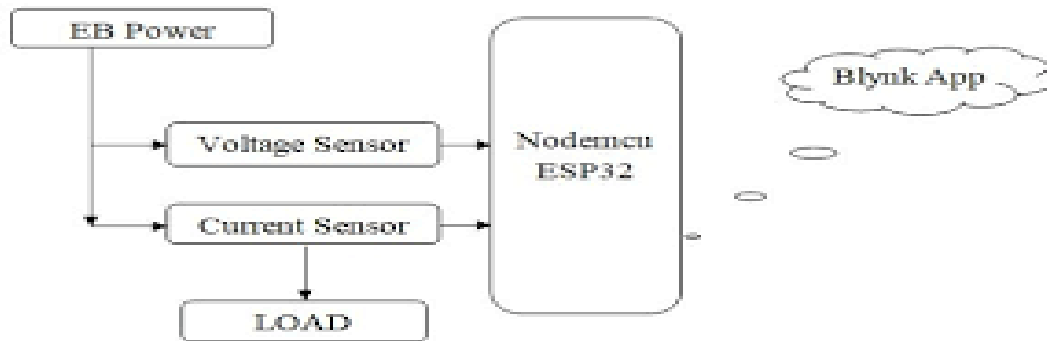 EB Power
Voltage Sensor
Current Sensor
LOAD
Nodemcu
ESP32
Blynk App